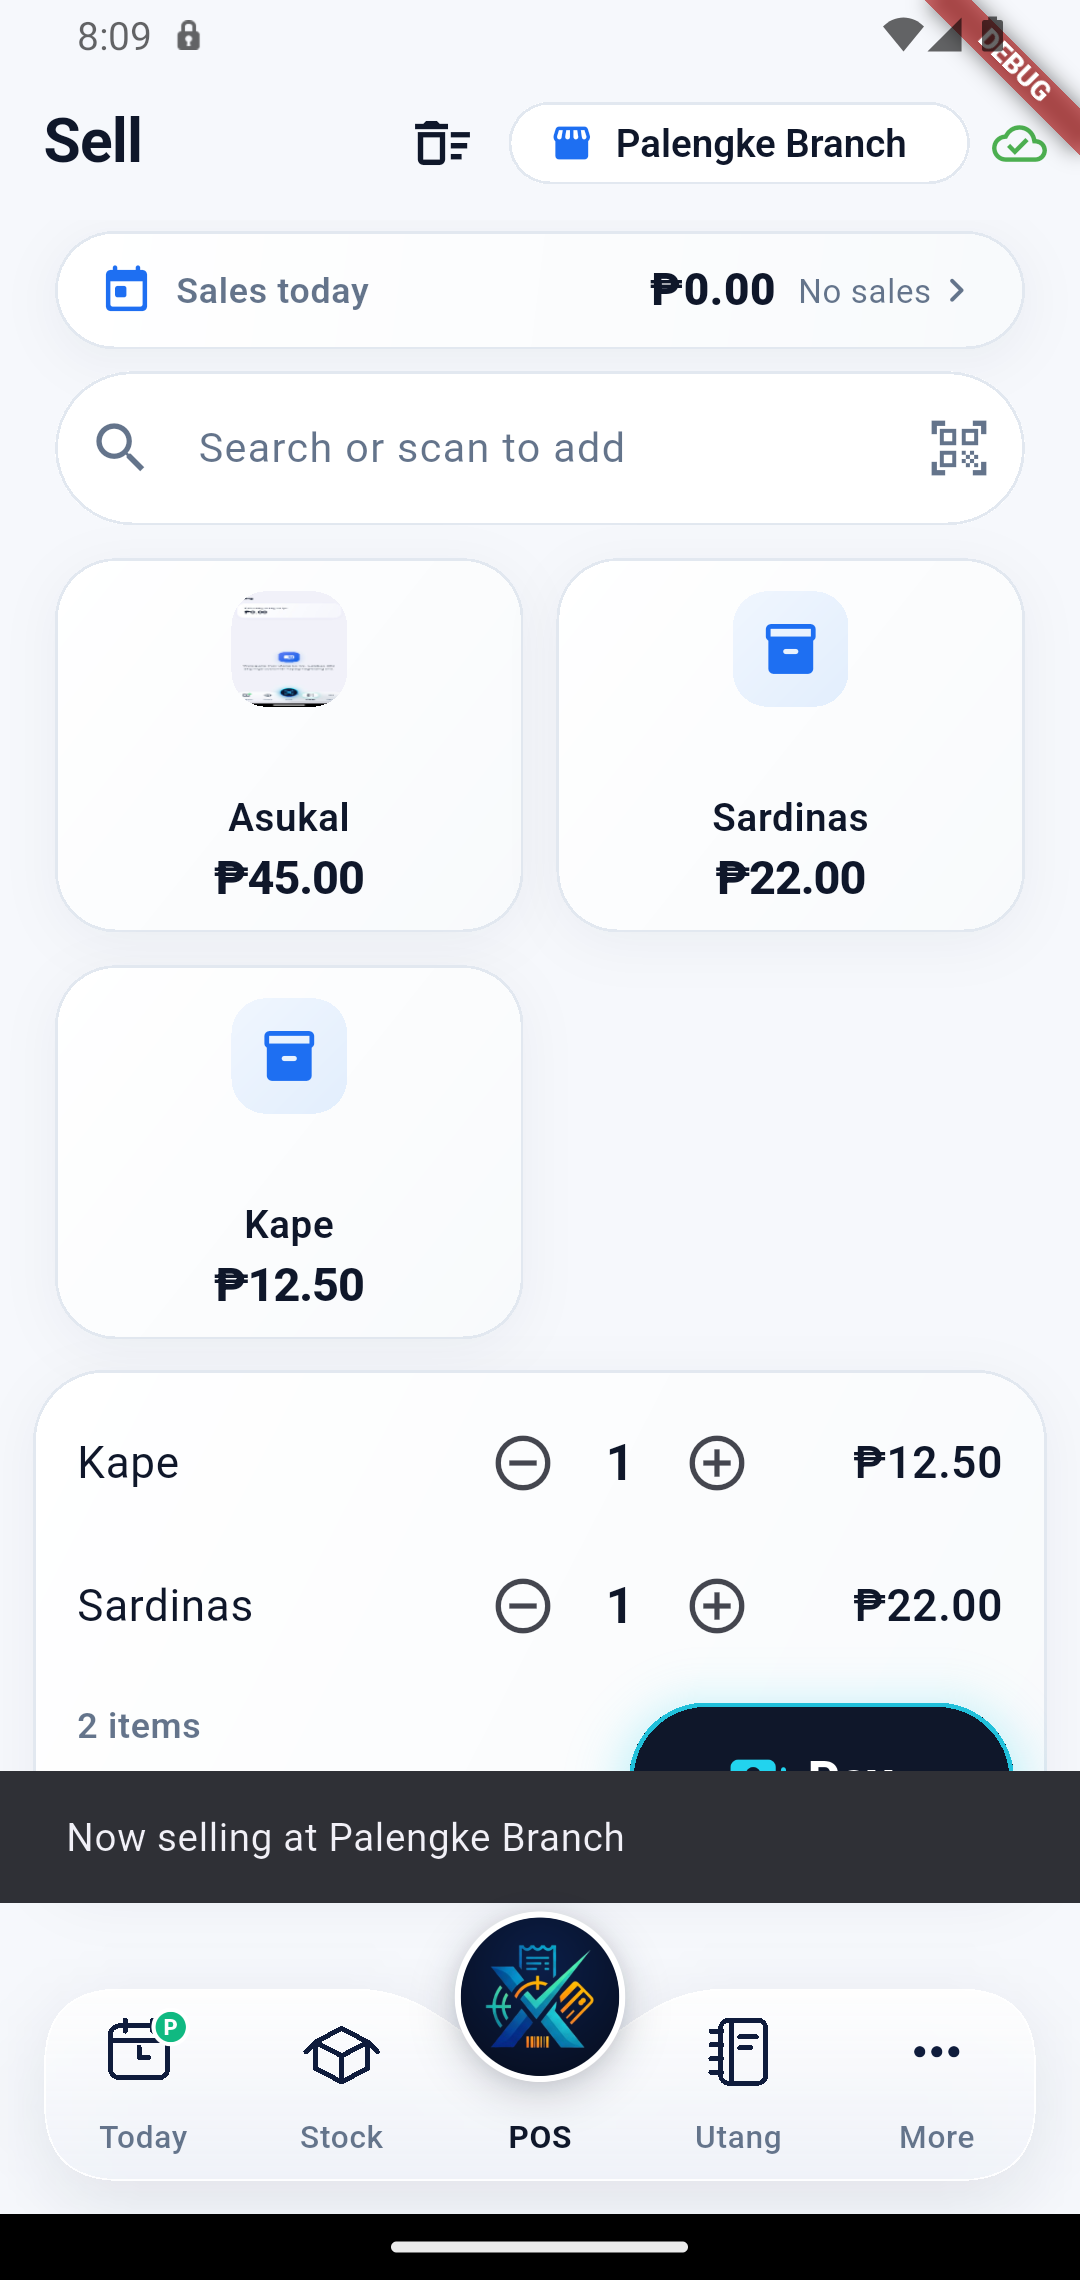 8:09
DEBUG
Sell
Palengke Branch
Sales today
₱0.00 No sales
Search or scan to add
Asukal
₱45.00
Sardinas
₱22.00
Kape
₱12.50
Kape
1
₱12.50
Sardinas
1
₱22.00
2 items
Pay
Now selling at Palengke Branch
P
Today
Stock
POS
Utang
More